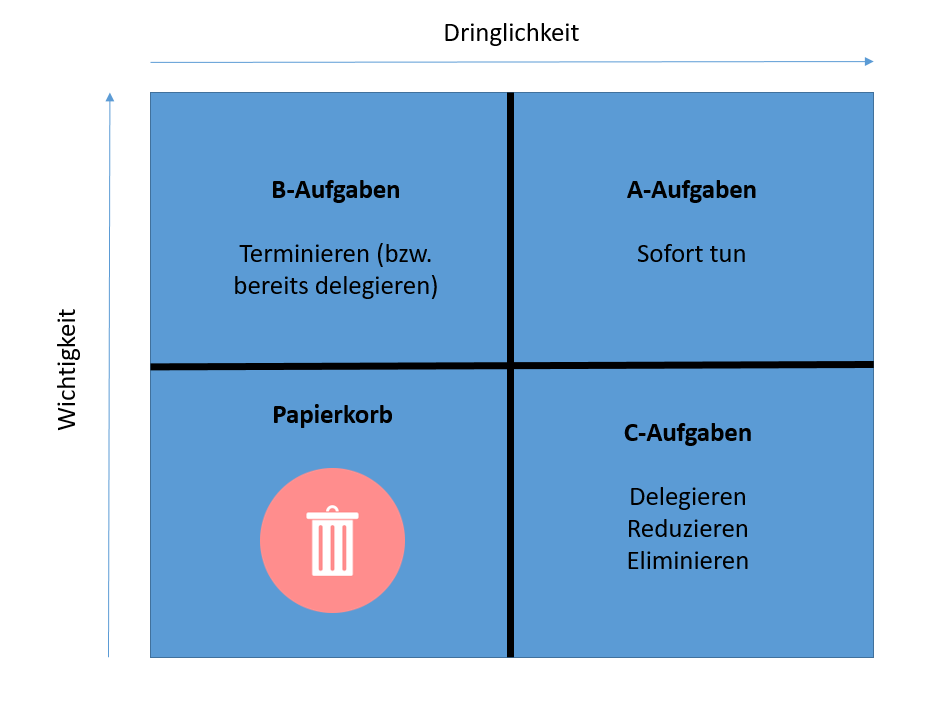 Dringlichkeit
Wichtigkeit
B-Aufgaben
Terminieren (bzw.
bereits delegieren)
A-Aufgaben
Sofort tun
Papierkorb
C-Aufgaben
Delegieren
Reduzieren
Eliminieren